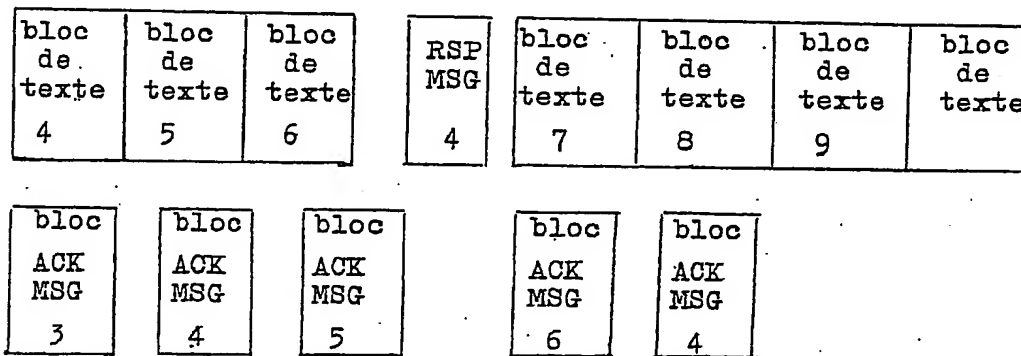 bloc
de
texte
4
bloc
de
texte
5
bloc
de
texte
6
RSP
MSG
4
bloc
de
texte
7
bloc
de
texte
8
bloc
de
texte
9
bloc
de
texte
bloc
ACK
MSG
3
bloc
ACK
MSG
4
bloc
ACK
MSG
5
bloc
ACK
MSG
6
bloc
ACK
MSG
4